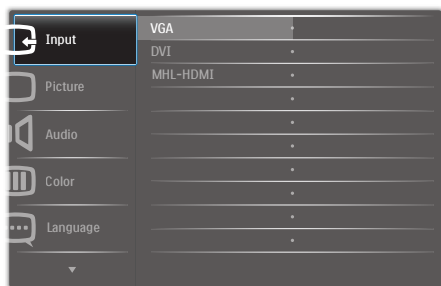 Input
VGA
DVI
MHL-HDMI
Picture
Audio
Color
Language